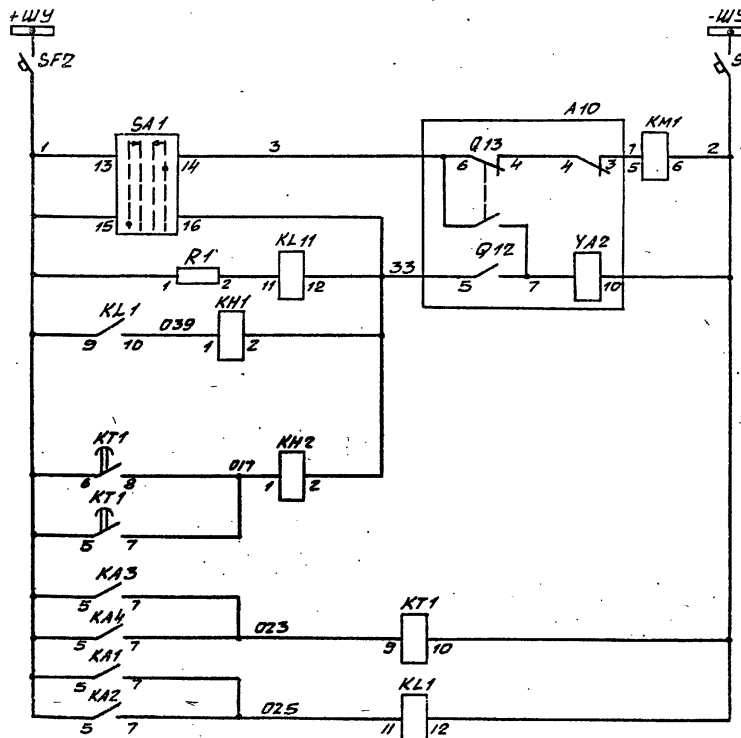 +ШУ -ШУ
SF2 S
SA1 A10 KM1
1 13 14 3 Q13 6 4 4 3 1 5 6 2
15 16
R1 KL11 33 Q12 YA2
1 2 11 12 5 7 10
KL1 039 KH1
9 10 1 2
KT1 017 KH2
6 8 1 2
KT1
5 7
KA3
5 7 KT1
KA4 023
5 7 9 10
KA1
5 7 KL1
KA2 025
5 7 11 12